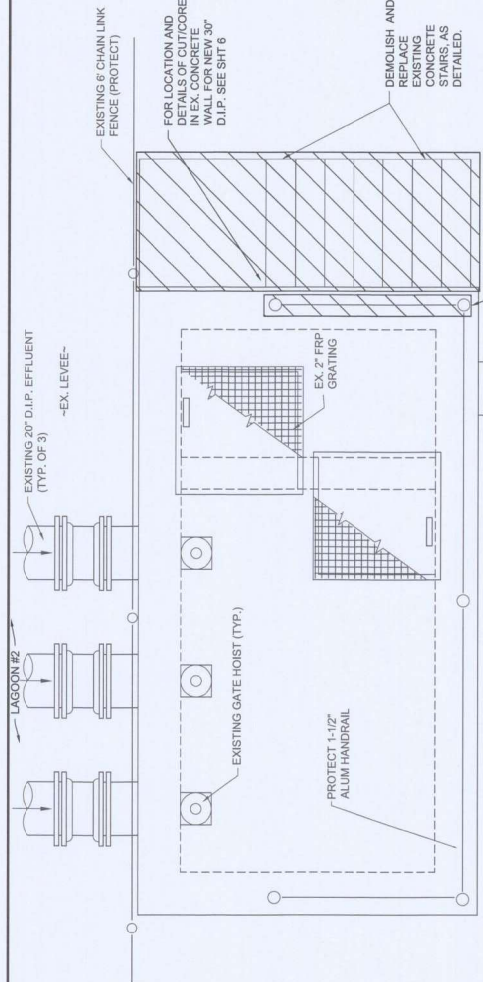 LAGOON #2
EXISTING 20" D.I.P. EFFLUENT
(TYP. OF 3)
~EX. LEVEE~
EXISTING 6' CHAIN LINK
FENCE (PROTECT)
FOR LOCATION AND
DETAILS OF CUT/CORE
IN EX. CONCRETE
WALL FOR NEW 30"
D.I.P. SEE SHT 6
EXISTING GATE HOIST (TYP.)
EX. 2" FRP
GRATING
PROTECT 1-1/2"
ALUM HANDRAIL
DEMOLISH AND
REPLACE
EXISTING
CONCRETE
STAIRS, AS
DETAILED.